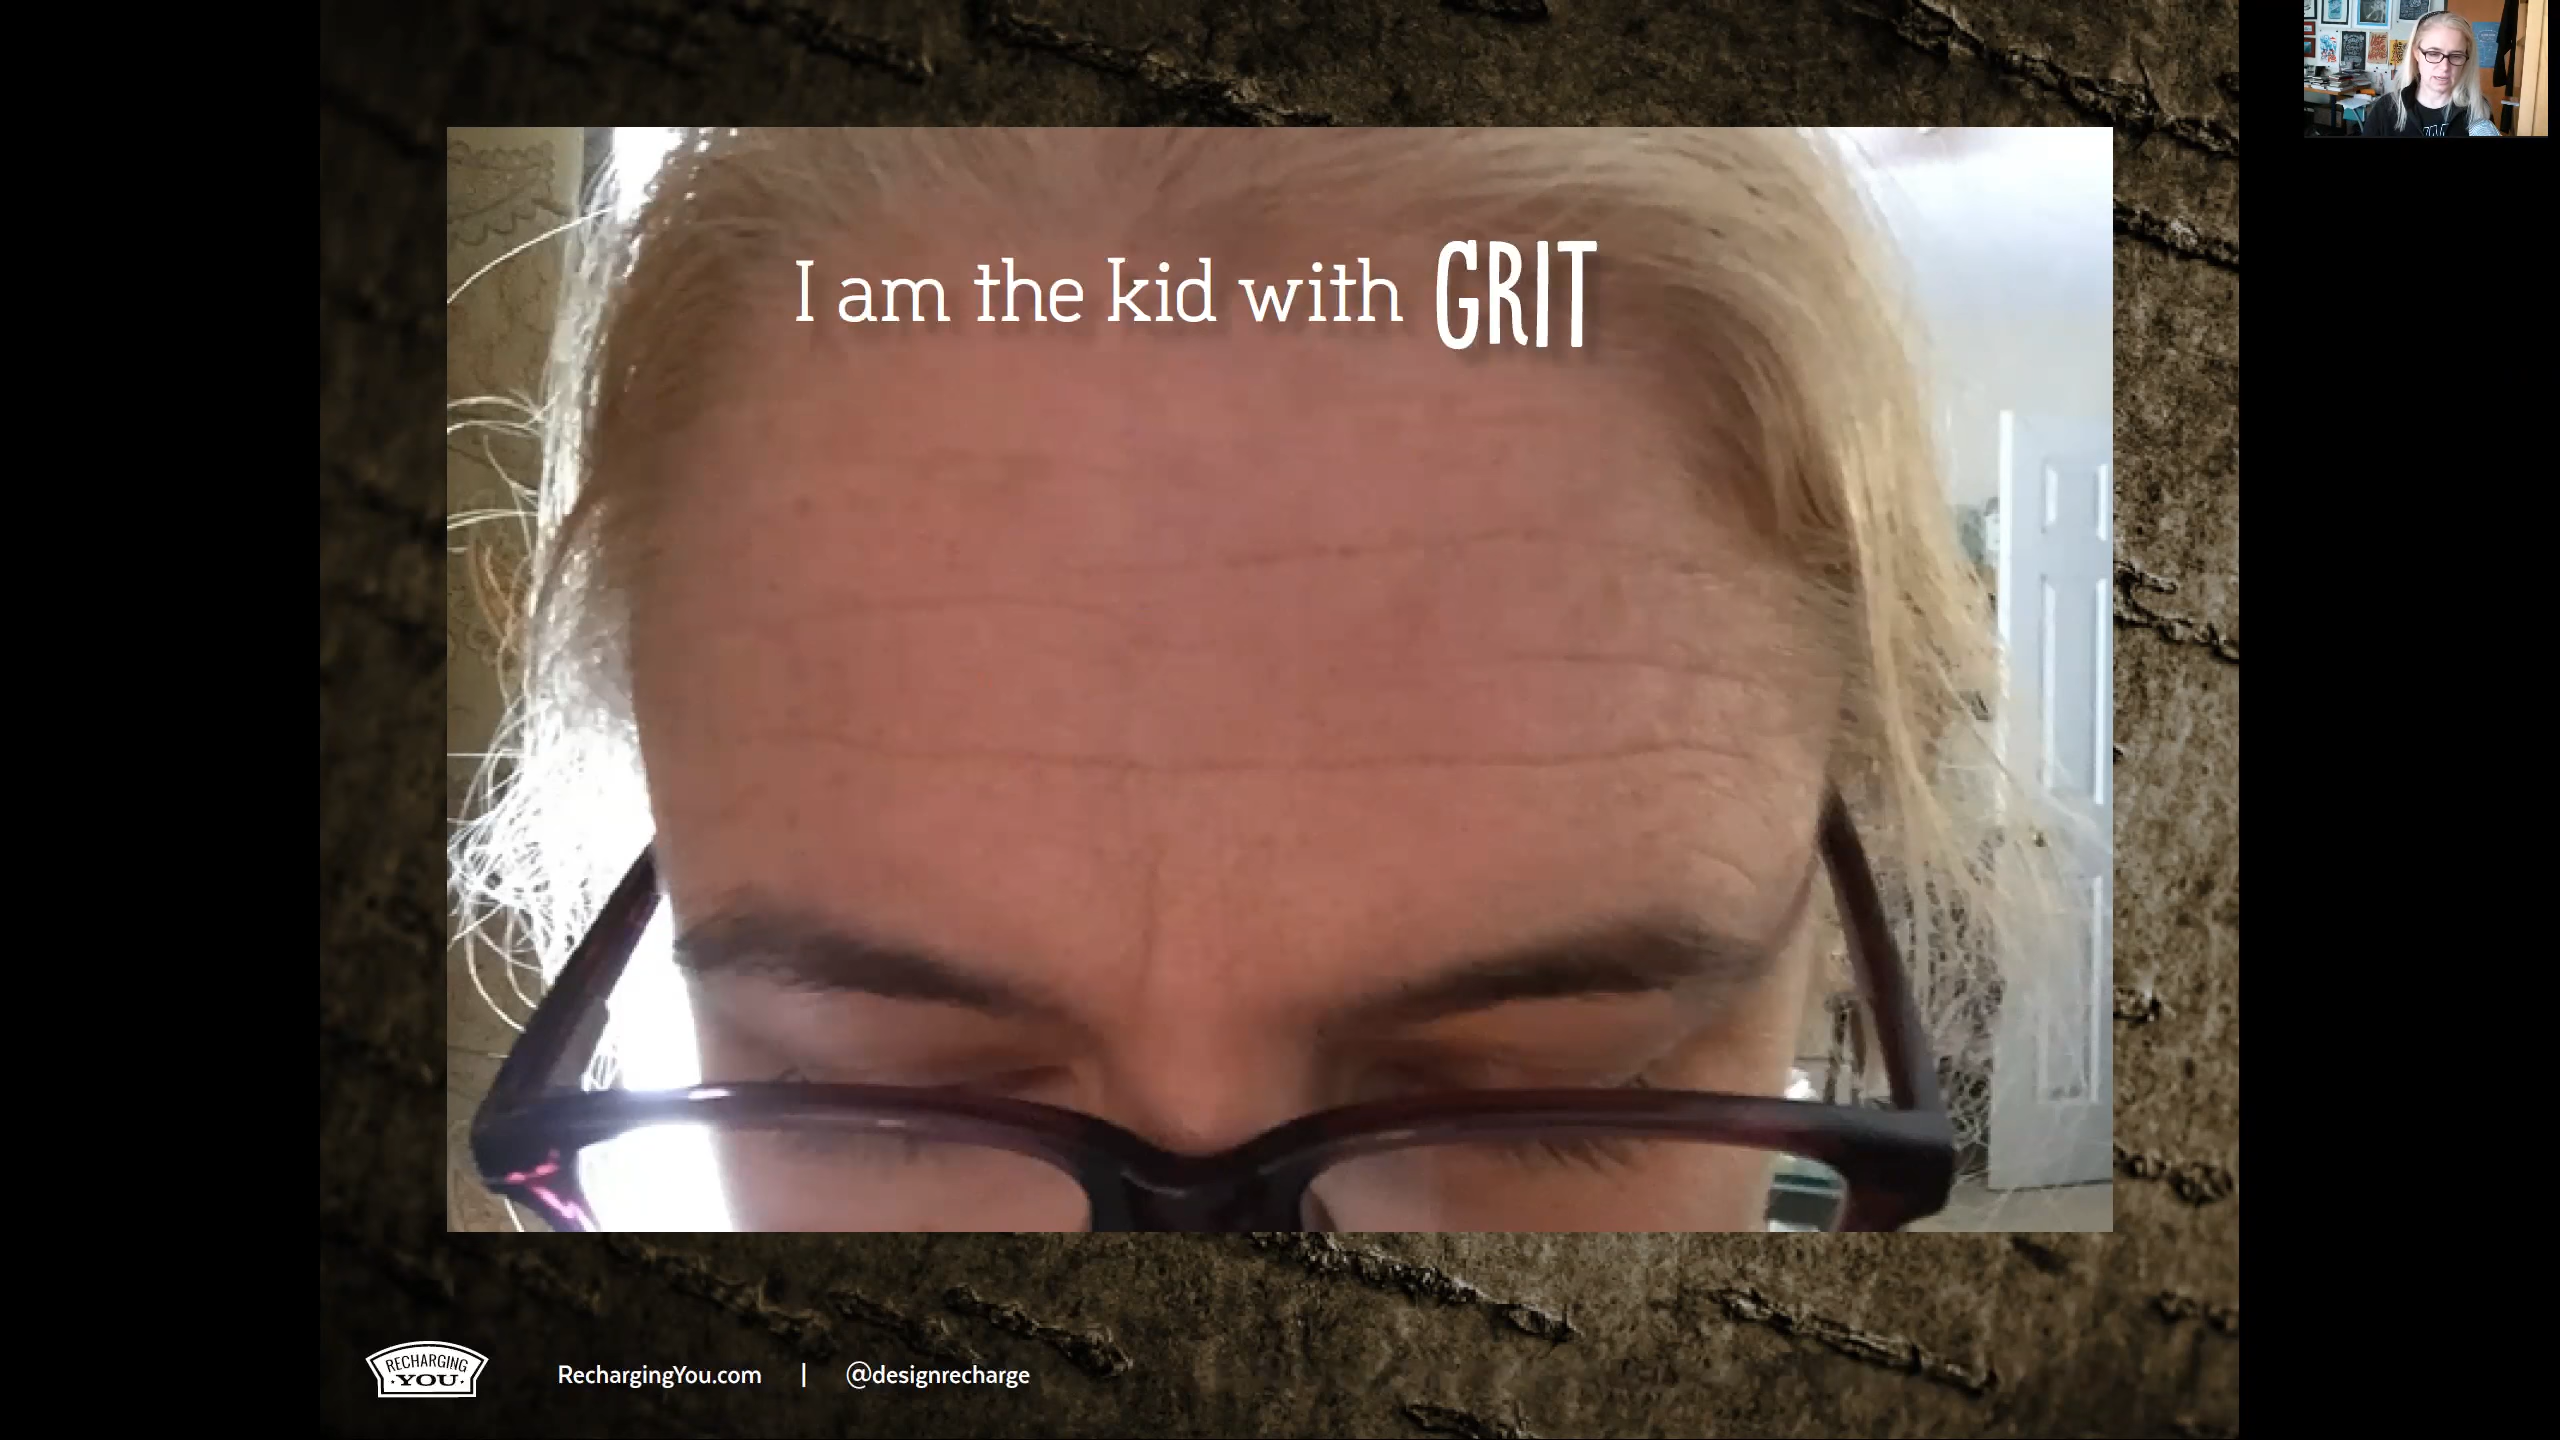 I am the kid with GRIT
RECHARGING
YOU
RechargingYou.com | @designrecharge